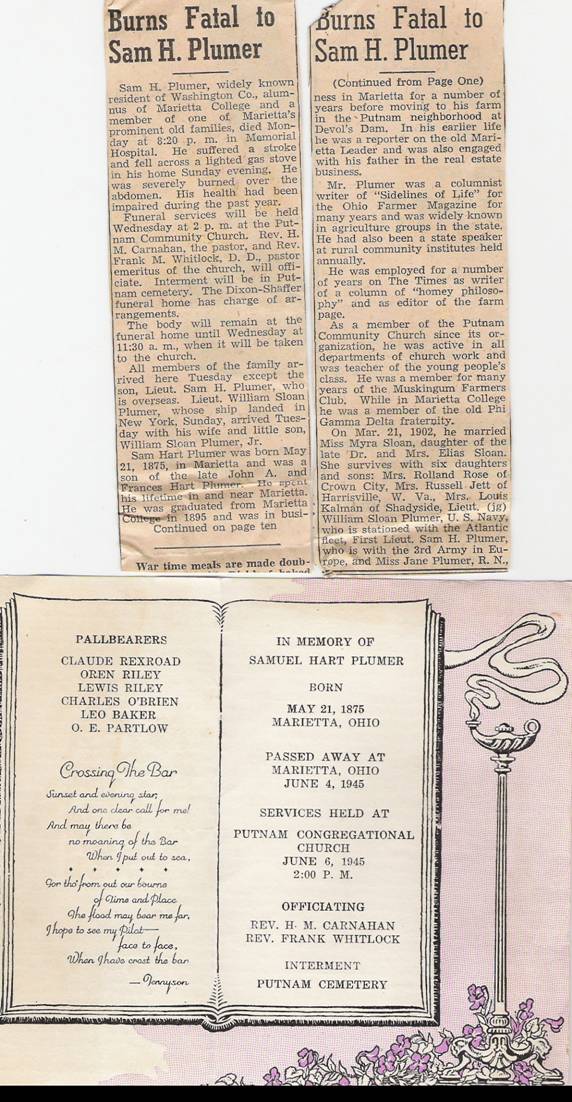 Burns Fatal to
Sam H. Plumer
Sam H. Plumer, widely known
resident of Washington Co., alum-
nus of Marietta College and a
member of one of Marietta's
prominent old families, died Mon-
day at 8:20 p. m. in Memorial
Hospital. He suffered a stroke
and fell across a lighted gas stove
in his home Sunday evening. He
was severely burned over the
abdomen. His health had been
impaired during the past year.
Funeral services will be held
Wednesday at 2 p. m. at the Put-
nam Community Church. Rev. H.
M. Carnahan, the pastor, and Rev.
Frank M. Whitlock, D. D., pastor
emeritus of the church, will offi-
ciate. Interment will be in Put-
nam cemetery. The Dixon-Shaffer
funeral home has charge of ar-
rangements.
The body will remain at the
funeral home until Wednesday at
11:30 a. m., when it will be taken
to the church.
All members of the family ar-
rived here Tuesday except the
son, Lieut. Sam H. Plumer, who
is overseas. Lieut. William Sloan
Plumer, whose ship landed in
New York, Sunday, arrived Tues-
day with his wife and little son,
William Sloan Plumer, Jr.
Sam Hart Plumer was born May
21, 1875, in Marietta and was a
son of the late John A. and
Frances Hart Plumer. He spent
his lifetime in and near Marietta.
He was graduated from Marietta
College in 1895 and was in busi-
Continued on page ten
War time meals are made doub-
Burns Fatal to
Sam H. Plumer
(Continued from Page One)
ness in Marietta for a number of
years before moving to his farm
in the Putnam neighborhood at
Devol's Dam. In his earlier life
he was a reporter on the old Mari-
etta Leader and was also engaged
with his father in the real estate
business.
Mr. Plumer was a columnist
writer of "Sidelines of Life" for
the Ohio Farmer Magazine for
many years and was widely known
in agriculture groups in the state.
He had also been a state speaker
at rural community institutes held
annually.
He was employed for a number
of years on The Times as writer
of a column of "homey philoso-
phy" and as editor of the farm
page.
As a member of the Putnam
Community Church since its or-
ganization, he was active in all
departments of church work and
was teacher of the young people's
class. He was a member for many
years of the Muskingum Farmers
Club. While in Marietta College
he was a member of the old Phi
Gamma Delta fraternity.
On Mar. 21, 1902, he married
Miss Myra Sloan, daughter of the
late Dr. and Mrs. Elias Sloan.
She survives with six daughters
and sons: Mrs. Rolland Rose of
Crown City, Mrs. Russell Jett of
Harrisville, W. Va., Mrs. Louis
Kalman of Shadyside, Lieut. (jg)
William Sloan Plumer, U. S. Navy,
who is stationed with the Atlantic
fleet, First Lieut. Sam H. Plumer,
who is with the 3rd Army in Eu-
rope, and Miss Jane Plumer, R. N.,
PALLBEARERS
CLAUDE REXROAD
OREN RILEY
LEWIS RILEY
CHARLES O'BRIEN
LEO BAKER
O. E. PARTLOW
Crossing The Bar
Sunset and evening star,
And one clear call for me!
And may there be
no moaning of the Bar
When I put out to sea,
For tho' from out our bourne
of Time and Place
The flood may bear me far,
I hope to see my Pilot—
face to face,
When I have crost the bar
— Tennyson
IN MEMORY OF
SAMUEL HART PLUMER
BORN
MAY 21, 1875
MARIETTA, OHIO
PASSED AWAY AT
MARIETTA, OHIO
JUNE 4, 1945
SERVICES HELD AT
PUTNAM CONGREGATIONAL
CHURCH
JUNE 6, 1945
2:00 P. M.
OFFICIATING
REV. H. M. CARNAHAN
REV. FRANK WHITLOCK
INTERMENT
PUTNAM CEMETERY